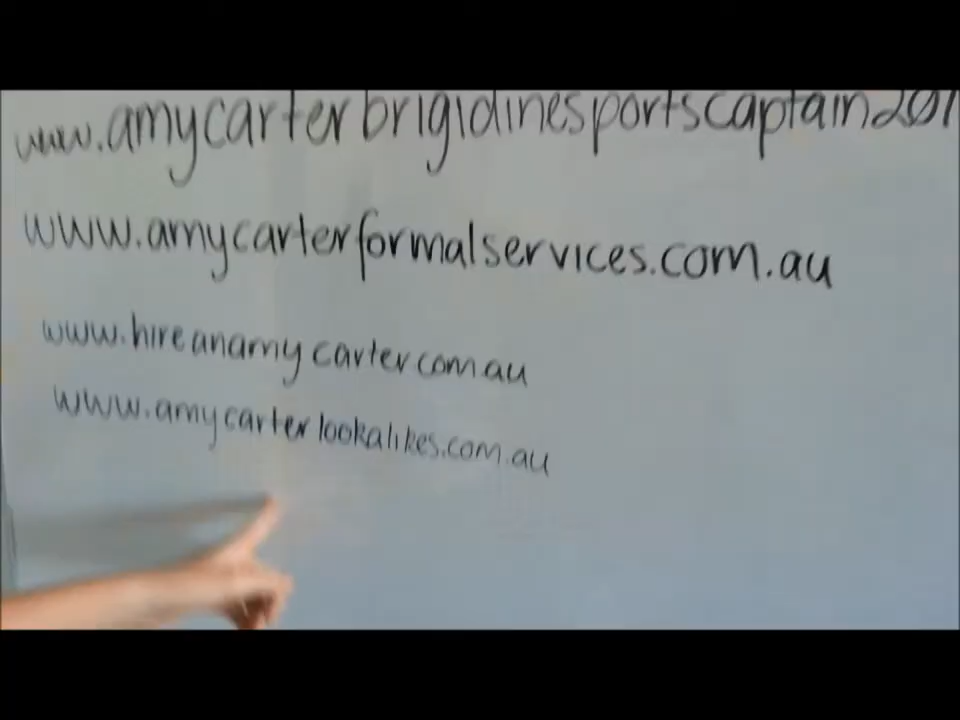 www.amycarterbrigidinesportscaptain201
www.amycarterformalservices.com.au
www.hireanamycarter.com.au
www.amycarterlookalikes.com.au